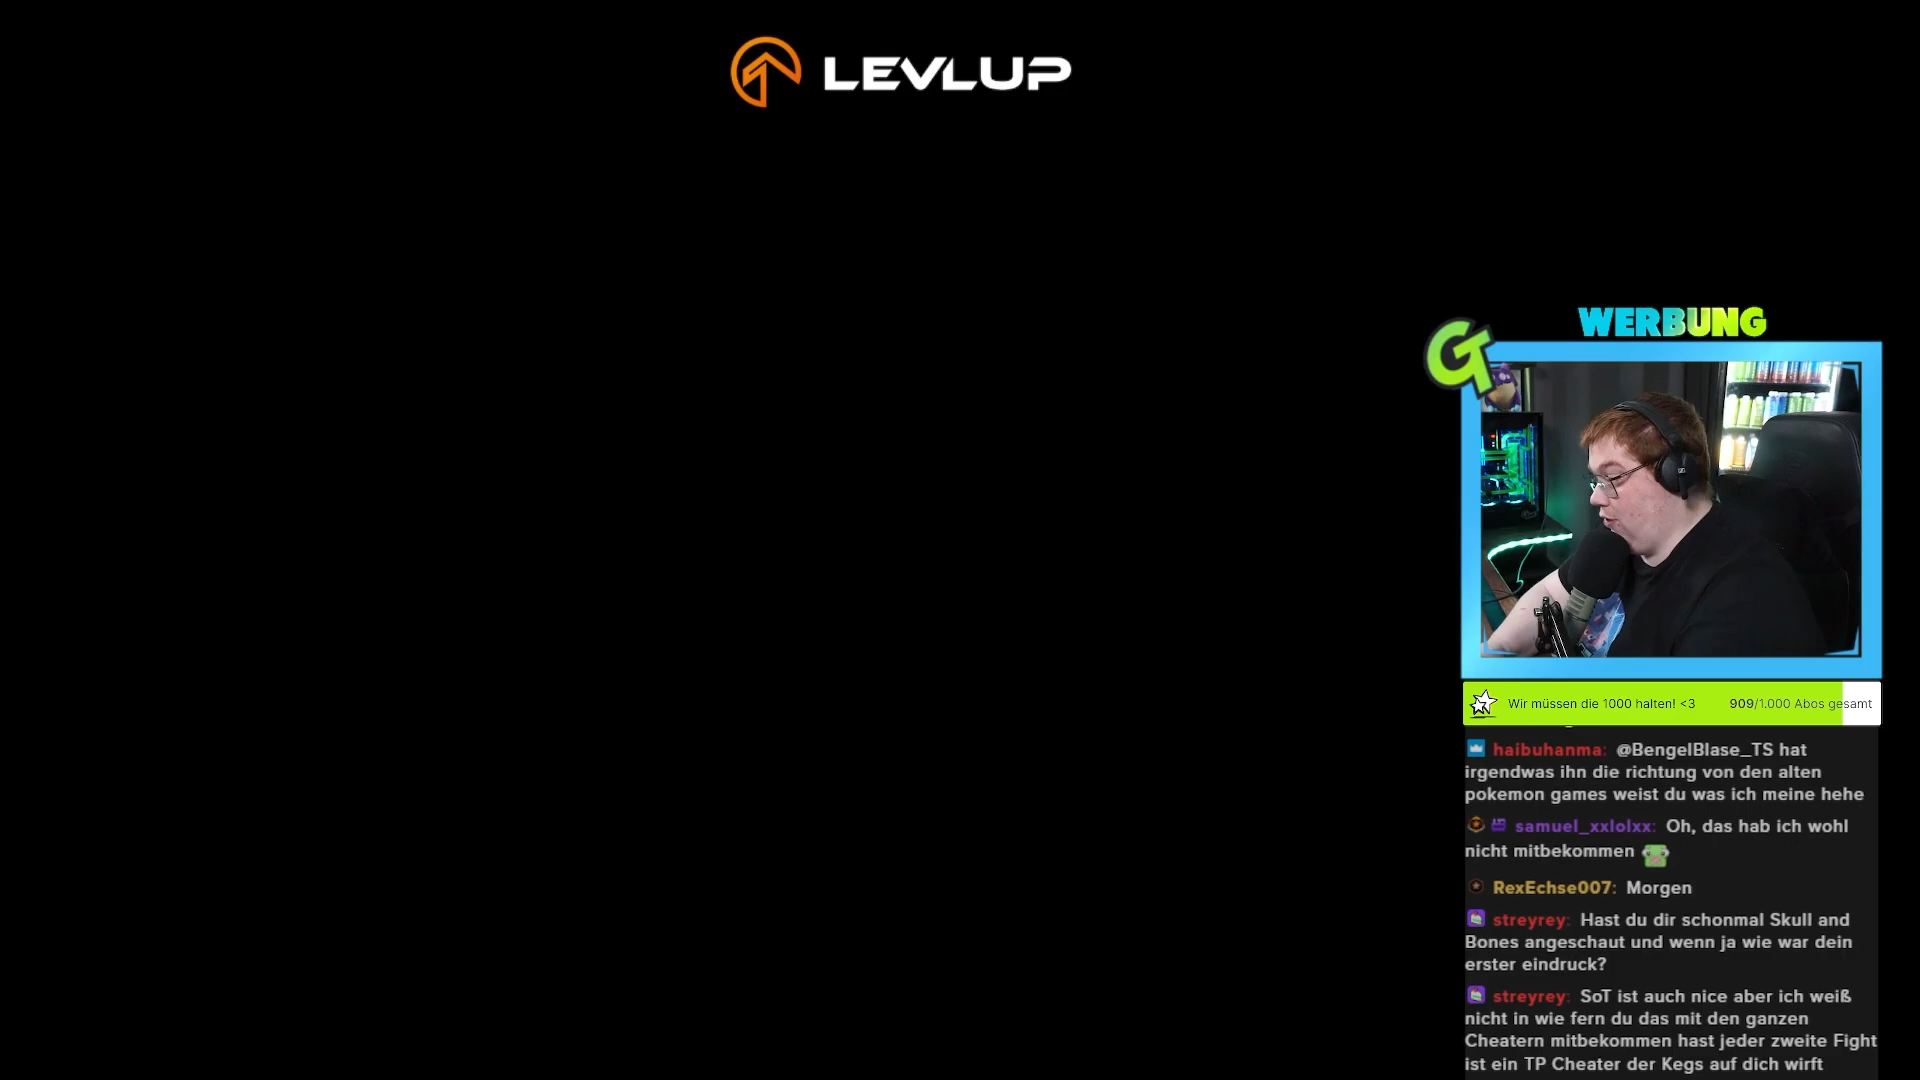 LEVLUP
WERBUNG
G
Wir müssen die 1000 halten! <3 909/1.000 Abos gesamt
haibuhanma: @BengelBlase_TS hat
irgendwas ihn die richtung von den alten
pokemon games weist du was ich meine hehe
samuel_xxlolxx: Oh, das hab ich wohl
nicht mitbekommen
RexEchse007: Morgen
streyrey: Hast du dir schonmal Skull and
Bones angeschaut und wenn ja wie war dein
erster eindruck?
streyrey: SoT ist auch nice aber ich weiß
nicht in wie fern du das mit den ganzen
Cheatern mitbekommen hast jeder zweite Fight
ist ein TP Cheater der Kegs auf dich wirft